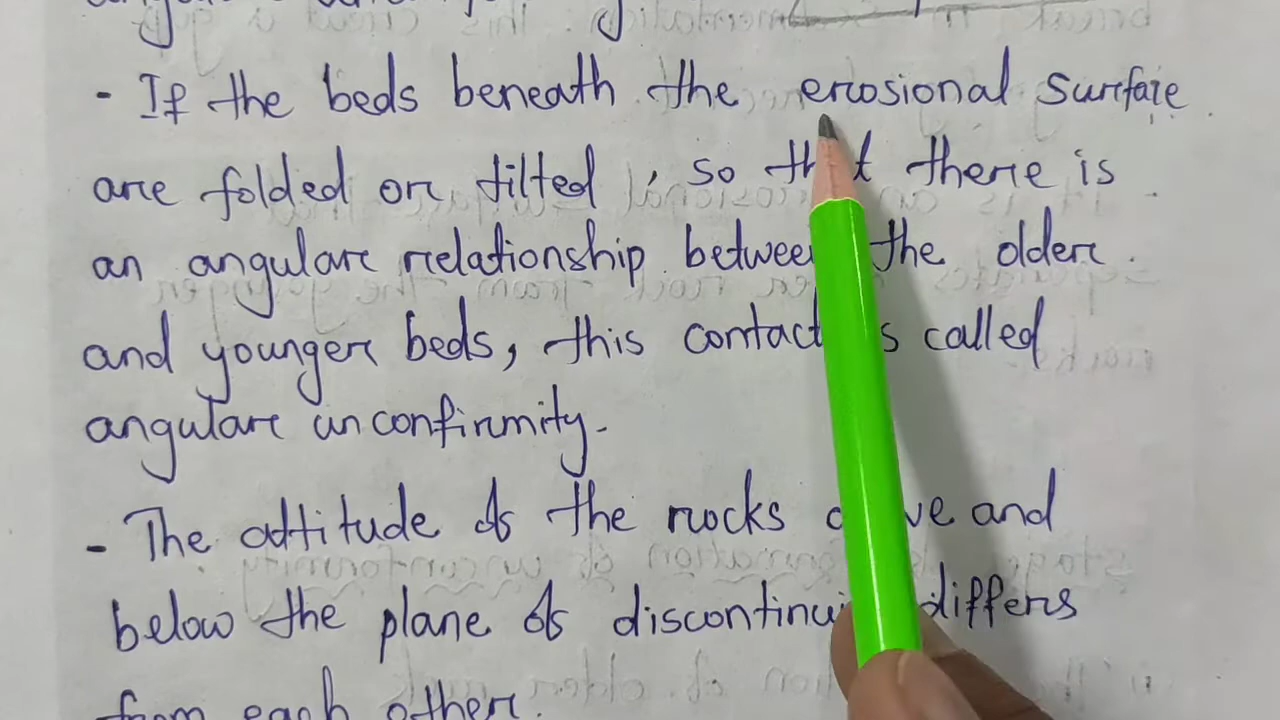 - If the beds beneath the erosional surface
are folded or tilted, so that there is
an angular relationship between the older
and younger beds, this contact is called
angular unconfirmity.
- The attitude of the rocks above and
below the plane of discontinui differs
from each other.